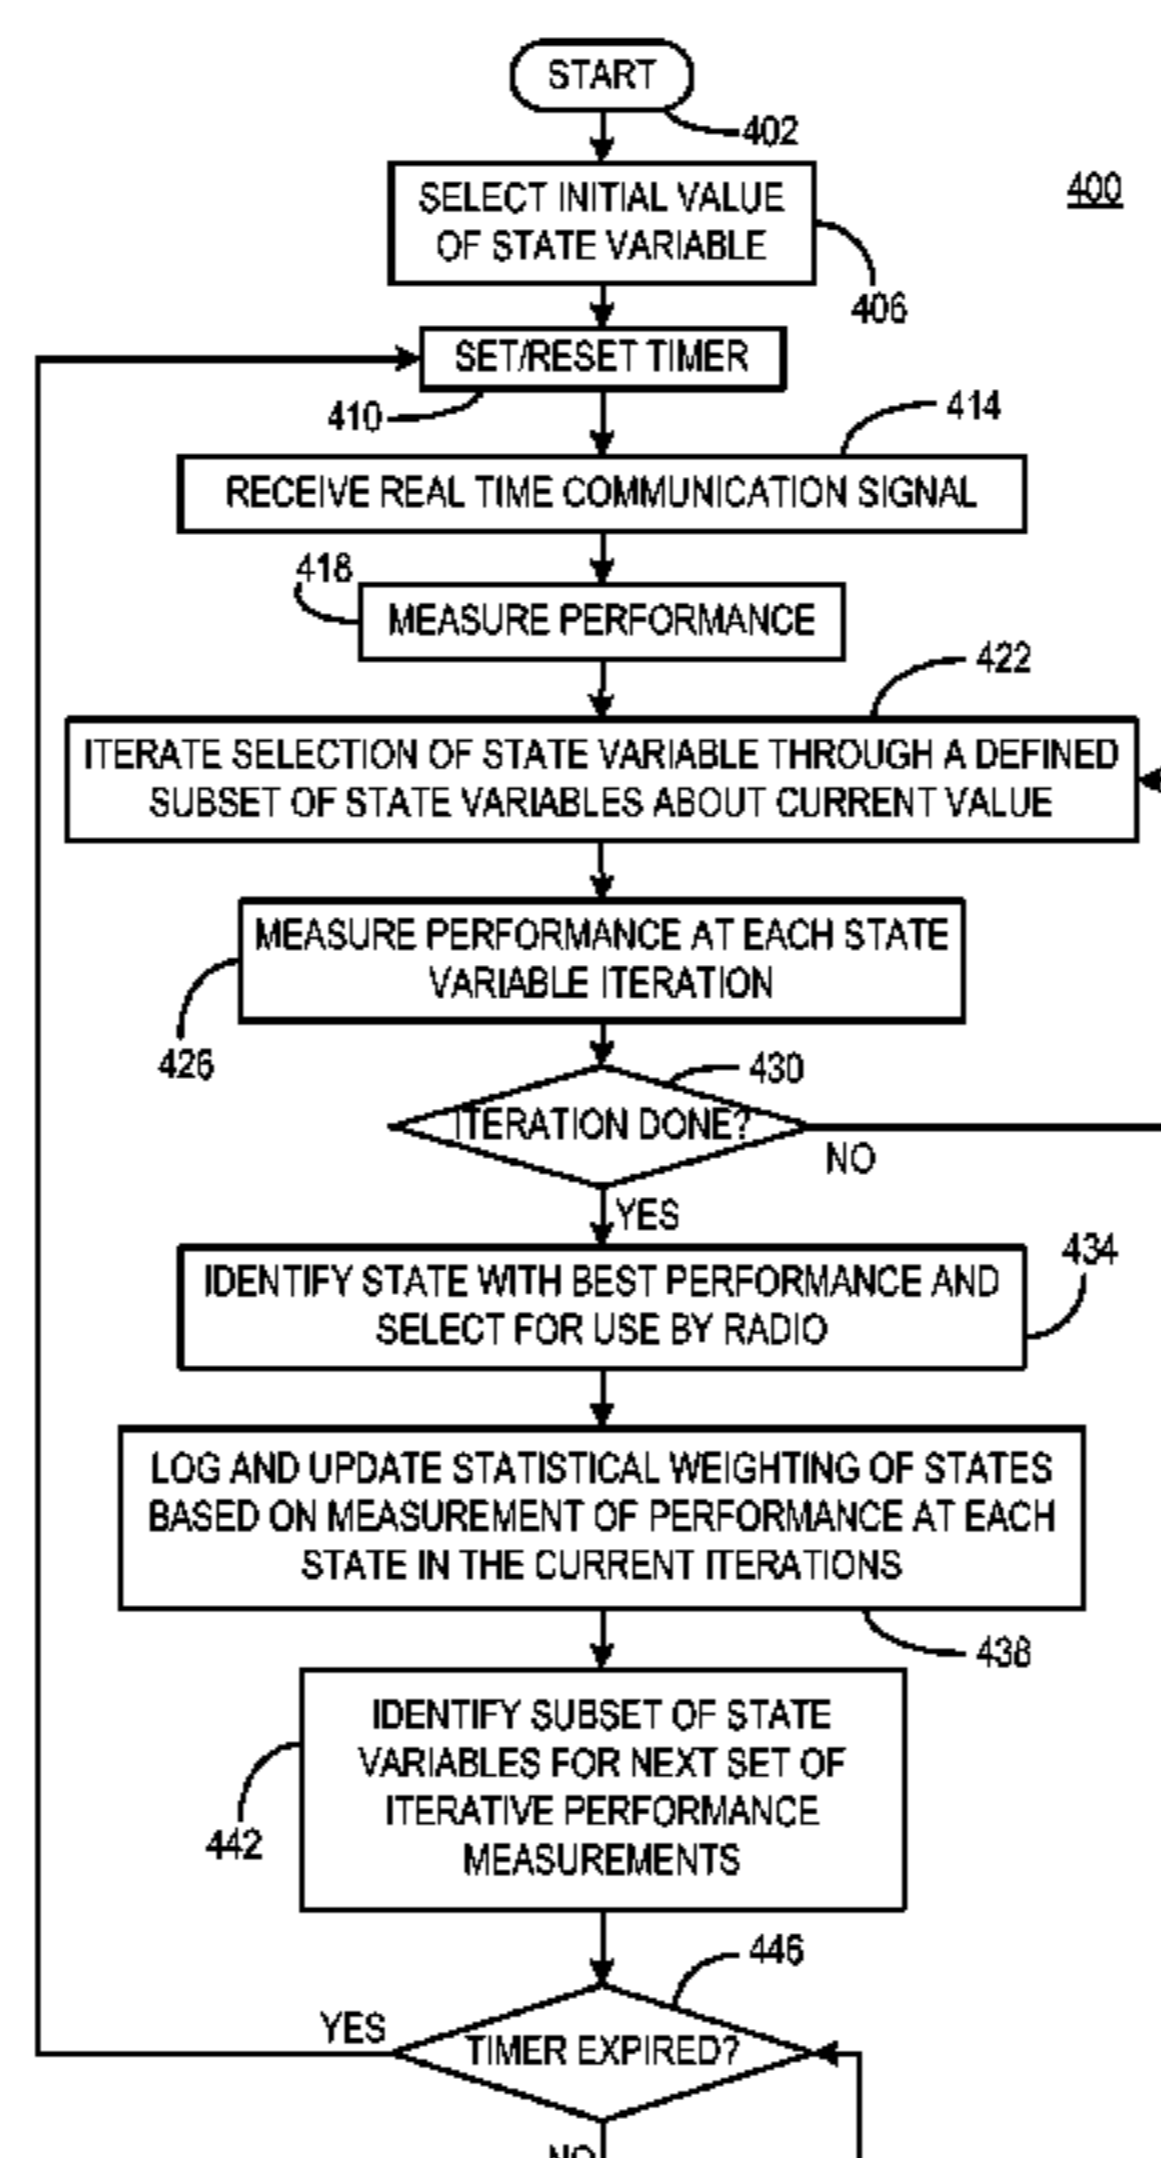 START
402
400
SELECT INITIAL VALUE
OF STATE VARIABLE
406
SET/RESET TIMER
410
414
RECEIVE REAL TIME COMMUNICATION SIGNAL
418
MEASURE PERFORMANCE
422
ITERATE SELECTION OF STATE VARIABLE THROUGH A DEFINED
SUBSET OF STATE VARIABLES ABOUT CURRENT VALUE
MEASURE PERFORMANCE AT EACH STATE
VARIABLE ITERATION
426
430
ITERATION DONE?
NO
YES
434
IDENTIFY STATE WITH BEST PERFORMANCE AND
SELECT FOR USE BY RADIO
LOG AND UPDATE STATISTICAL WEIGHTING OF STATES
BASED ON MEASUREMENT OF PERFORMANCE AT EACH
STATE IN THE CURRENT ITERATIONS
438
IDENTIFY SUBSET OF STATE
VARIABLES FOR NEXT SET OF
ITERATIVE PERFORMANCE
MEASUREMENTS
442
446
YES
TIMER EXPIRED?
NO